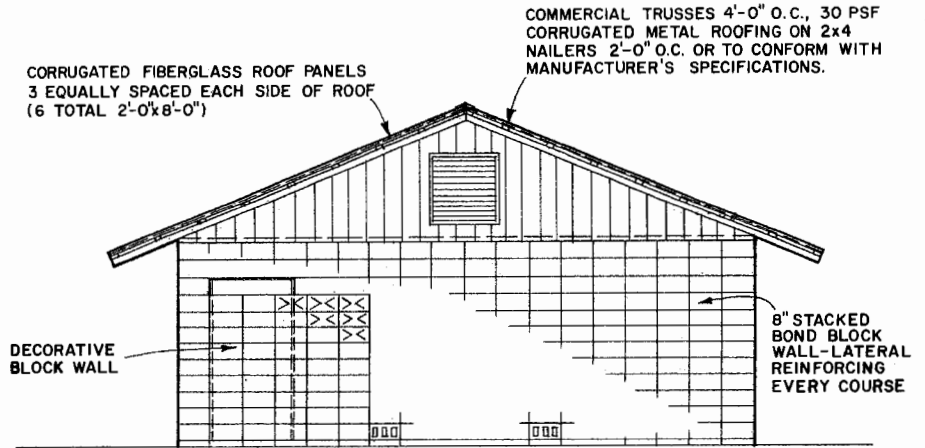 COMMERCIAL TRUSSES 4'-0" O.C., 30 PSF
CORRUGATED METAL ROOFING ON 2x4
NAILERS 2'-0" O.C. OR TO CONFORM WITH
MANUFACTURER'S SPECIFICATIONS.
CORRUGATED FIBERGLASS ROOF PANELS
3 EQUALLY SPACED EACH SIDE OF ROOF
(6 TOTAL 2'-0"x8'-0")
DECORATIVE
BLOCK WALL
8" STACKED
BOND BLOCK
WALL-LATERAL
REINFORCING
EVERY COURSE